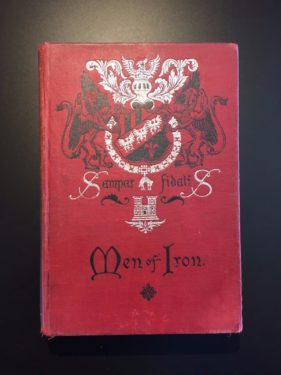 Semper fidelis
Men of Iron.